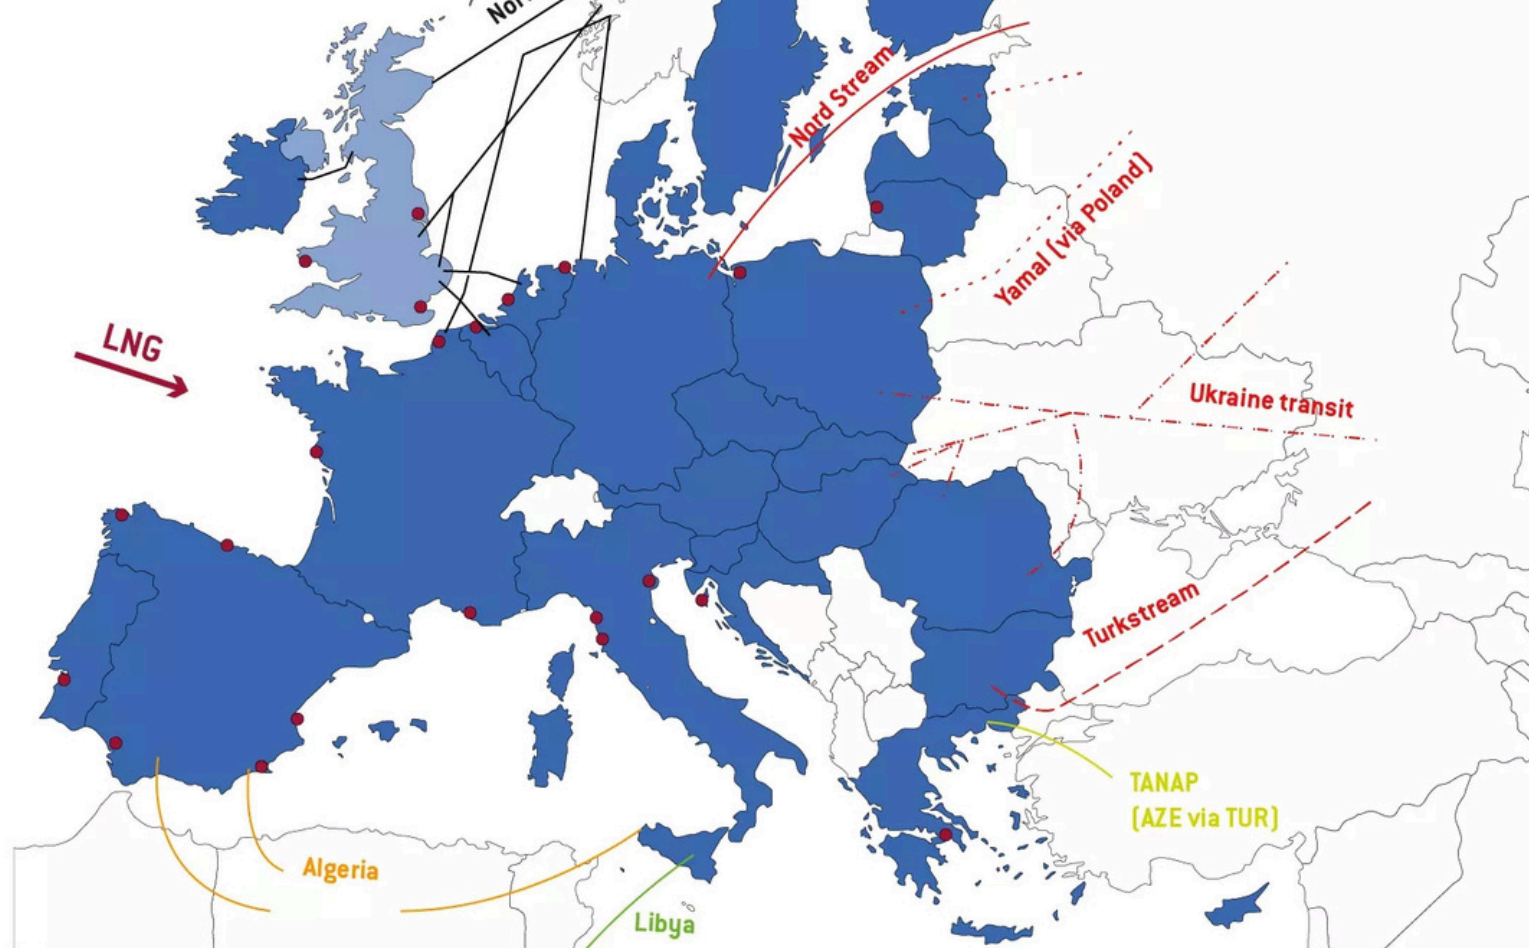 Nord Stream
Yamal (via Poland)
LNG
Ukraine transit
Turkstream
TANAP
(AZE via TUR)
Algeria
Libya